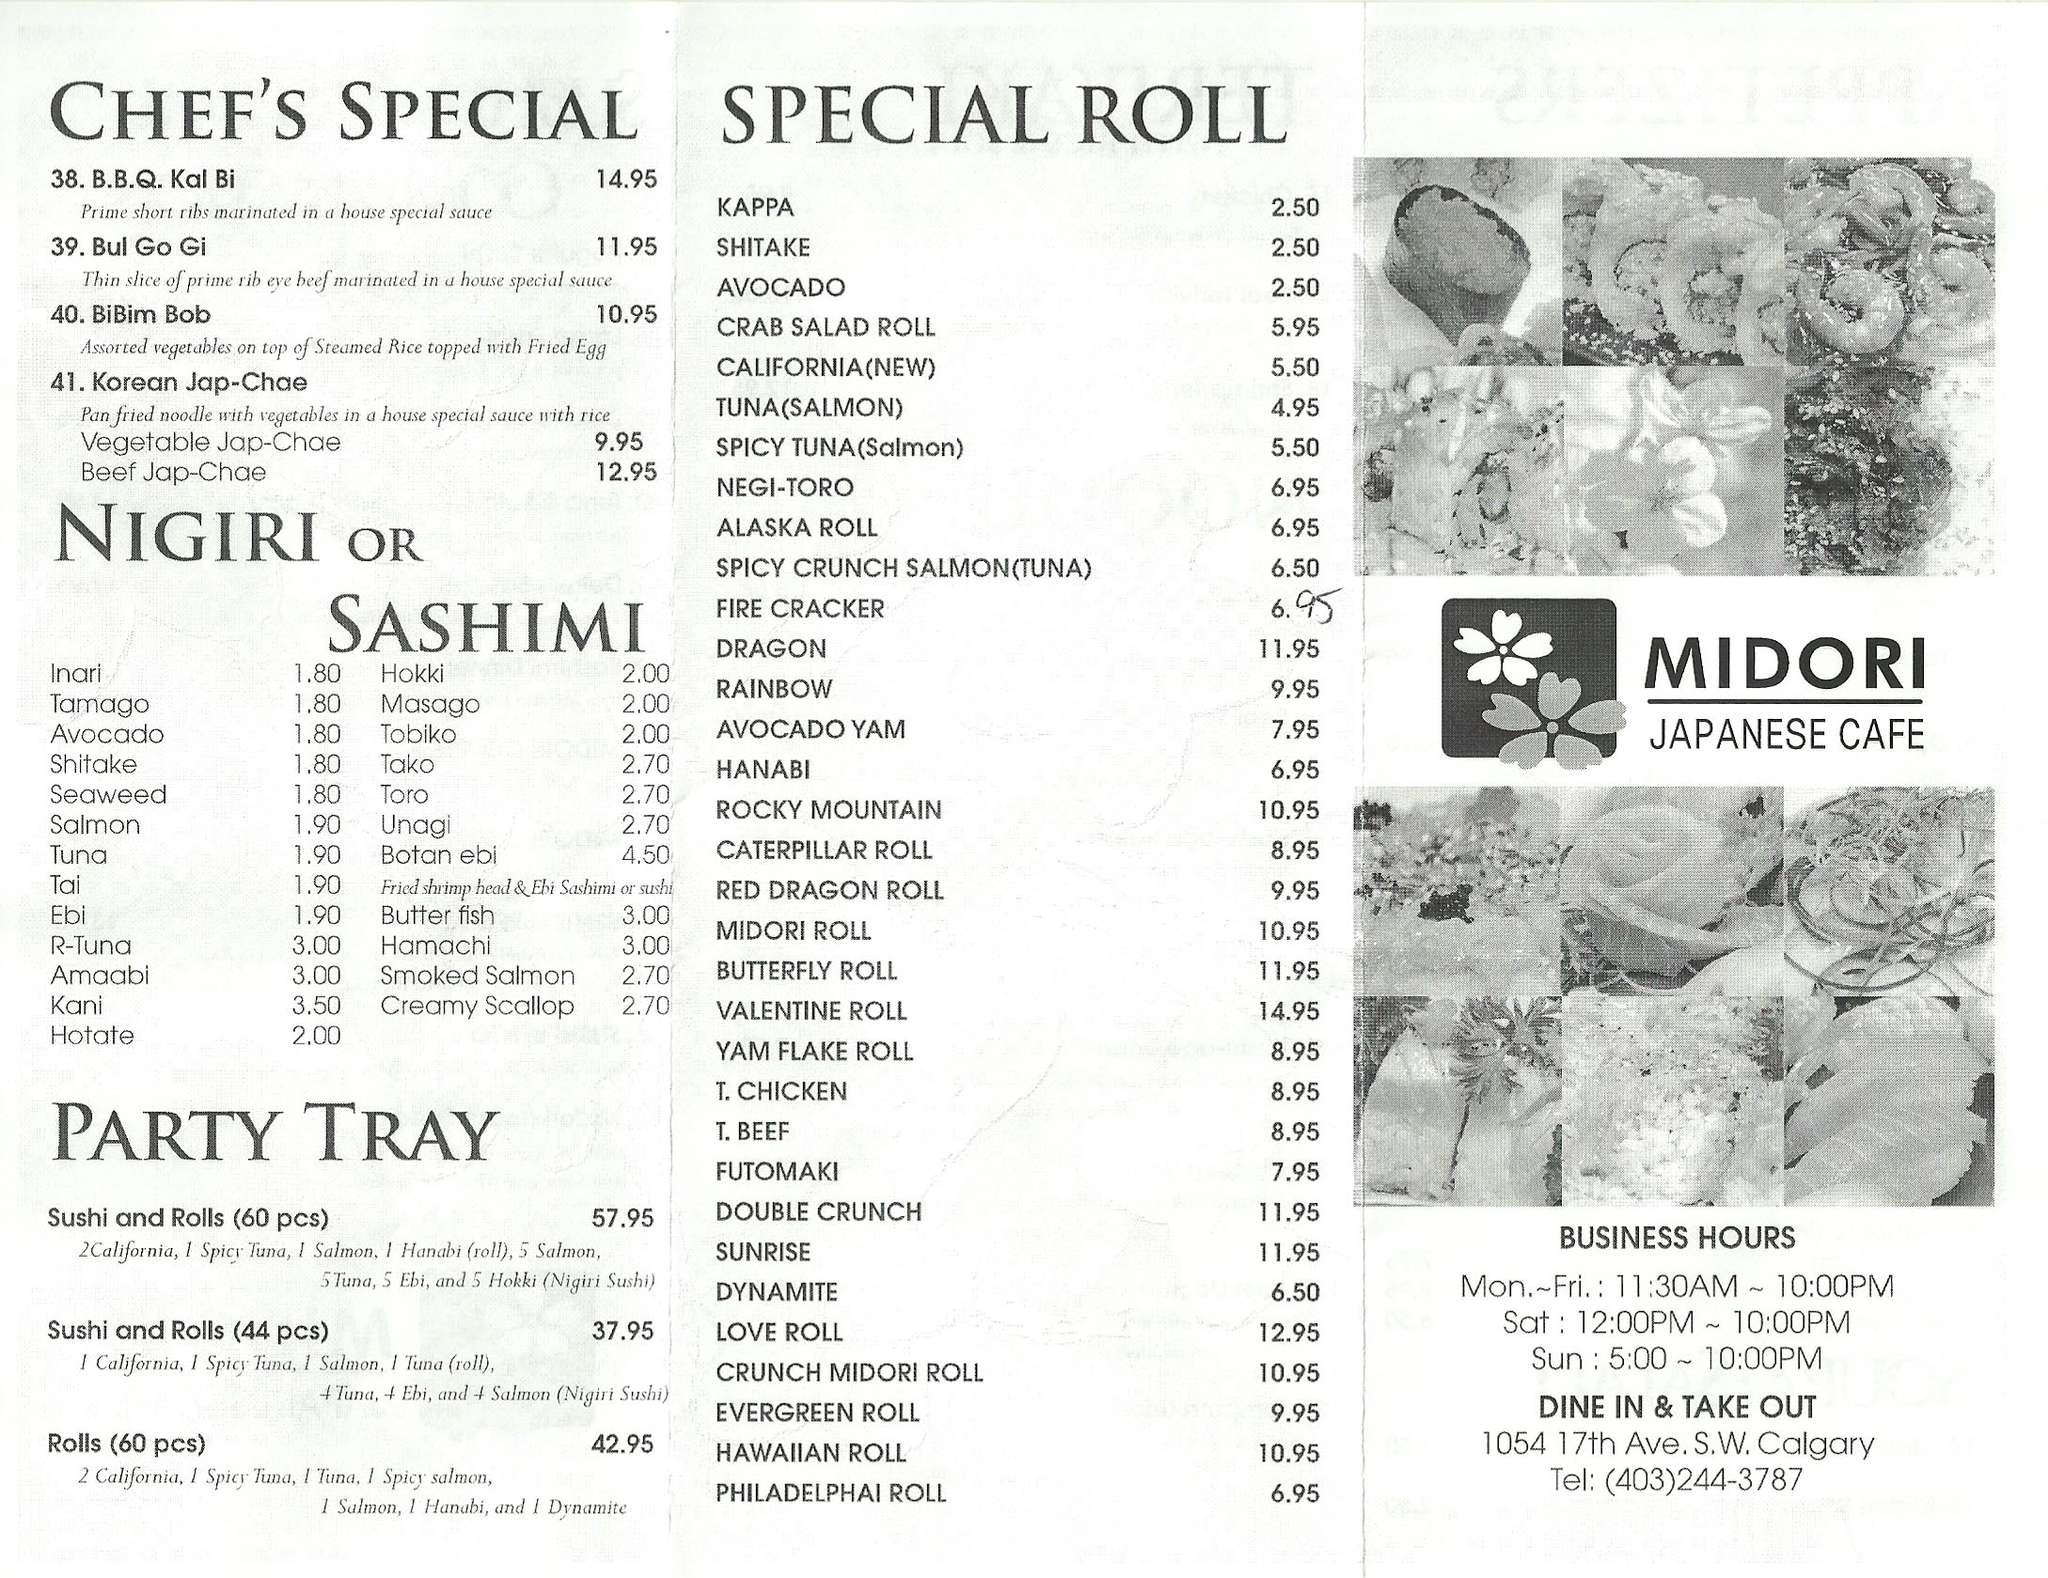 CHEF'S SPECIAL
38. B.B.Q. Kal Bi 14.95
Prime short ribs marinated in a house special sauce
39. Bul Go Gi 11.95
Thin slice of prime rib eye beef marinated in a house special sauce
40. BiBim Bob 10.95
Assorted vegetables on top of Steamed Rice topped with Fried Egg
41. Korean Jap-Chae
Pan fried noodle with vegetables in a house special sauce with rice
Vegetable Jap-Chae 9.95
Beef Jap-Chae 12.95
NIGIRI OR
SASHIMI
Inari 1.80 Hokki 2.00
Tamago 1.80 Masago 2.00
Avocado 1.80 Tobiko 2.00
Shitake 1.80 Tako 2.70
Seaweed 1.80 Toro 2.70
Salmon 1.90 Unagi 2.70
Tuna 1.90 Botan ebi 4.50
Tai 1.90 Fried shrimp head & Ebi Sashimi or sushi
Ebi 1.90 Butter fish 3.00
R-Tuna 3.00 Hamachi 3.00
Amaabi 3.00 Smoked Salmon 2.70
Kani 3.50 Creamy Scallop 2.70
Hotate 2.00
PARTY TRAY
Sushi and Rolls (60 pcs) 57.95
2California, 1 Spicy Tuna, 1 Salmon, 1 Hanabi (roll), 5 Salmon,
5 Tuna, 5 Ebi, and 5 Hokki (Nigiri Sushi)
Sushi and Rolls (44 pcs) 37.95
1 California, 1 Spicy Tuna, 1 Salmon, 1 Tuna (roll),
4 Tuna, 4 Ebi, and 4 Salmon (Nigiri Sushi)
Rolls (60 pcs) 42.95
2 California, 1 Spicy Tuna, 1 Tuna, 1 Spicy salmon,
1 Salmon, 1 Hanabi, and 1 Dynamite
SPECIAL ROLL
KAPPA 2.50
SHITAKE 2.50
AVOCADO 2.50
CRAB SALAD ROLL 5.95
CALIFORNIA(NEW) 5.50
TUNA(SALMON) 4.95
SPICY TUNA(Salmon) 5.50
NEGI-TORO 6.95
ALASKA ROLL 6.95
SPICY CRUNCH SALMON(TUNA) 6.50
FIRE CRACKER 6.95
DRAGON 11.95
RAINBOW 9.95
AVOCADO YAM 7.95
HANABI 6.95
ROCKY MOUNTAIN 10.95
CATERPILLAR ROLL 8.95
RED DRAGON ROLL 9.95
MIDORI ROLL 10.95
BUTTERFLY ROLL 11.95
VALENTINE ROLL 14.95
YAM FLAKE ROLL 8.95
T. CHICKEN 8.95
T. BEEF 8.95
FUTOMAKI 7.95
DOUBLE CRUNCH 11.95
SUNRISE 11.95
DYNAMITE 6.50
LOVE ROLL 12.95
CRUNCH MIDORI ROLL 10.95
EVERGREEN ROLL 9.95
HAWAIIAN ROLL 10.95
PHILADELPHAI ROLL 6.95
MIDORI
JAPANESE CAFE
BUSINESS HOURS
Mon.~Fri. : 11:30AM ~ 10:00PM
Sat : 12:00PM ~ 10:00PM
Sun : 5:00 ~ 10:00PM
DINE IN & TAKE OUT
1054 17th Ave. S.W. Calgary
Tel: (403)244-3787